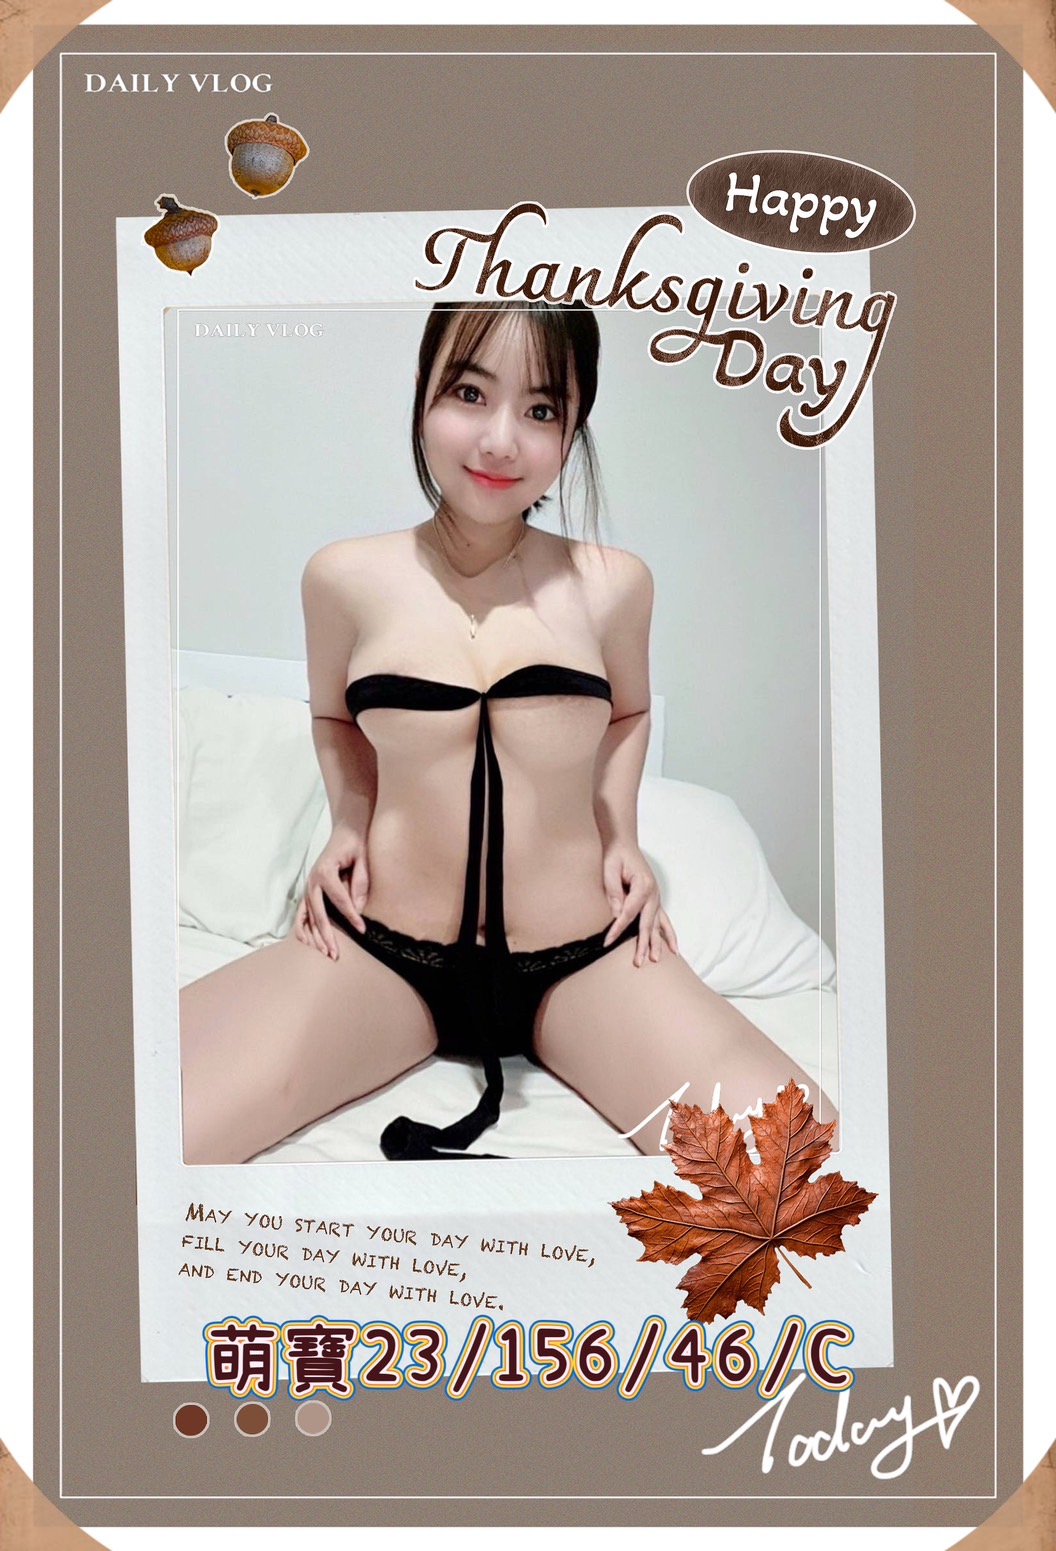 DAILY VLOG
Happy
Thanksgiving
Day
DAILY VLOG
Today
MAY YOU START YOUR DAY WITH LOVE,
FILL YOUR DAY WITH LOVE,
AND END YOUR DAY WITH LOVE.
萌寶23/156/46/C
Today